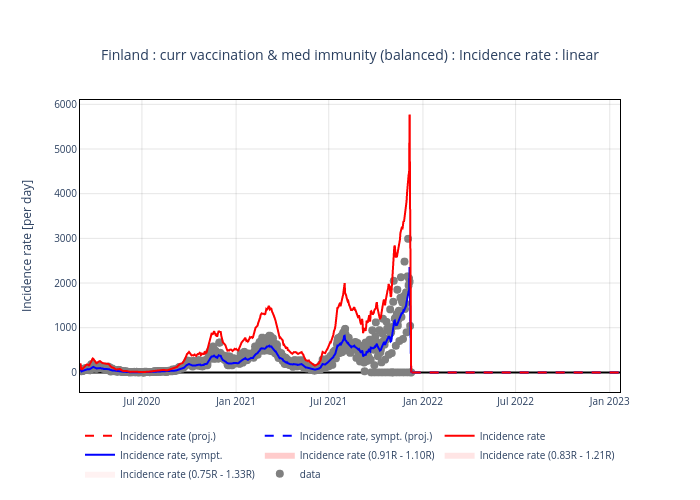 Finland : curr vaccination & med immunity (balanced) : Incidence rate : linear
Incidence rate [per day]
6000
5000
4000
3000
2000
1000
0
Jul 2020
Jan 2021
Jul 2021
Jan 2022
Jul 2022
Jan 2023
Incidence rate (proj.)
Incidence rate, sympt. (proj.)
Incidence rate
Incidence rate, sympt.
Incidence rate (0.91R - 1.10R)
Incidence rate (0.83R - 1.21R)
Incidence rate (0.75R - 1.33R)
data